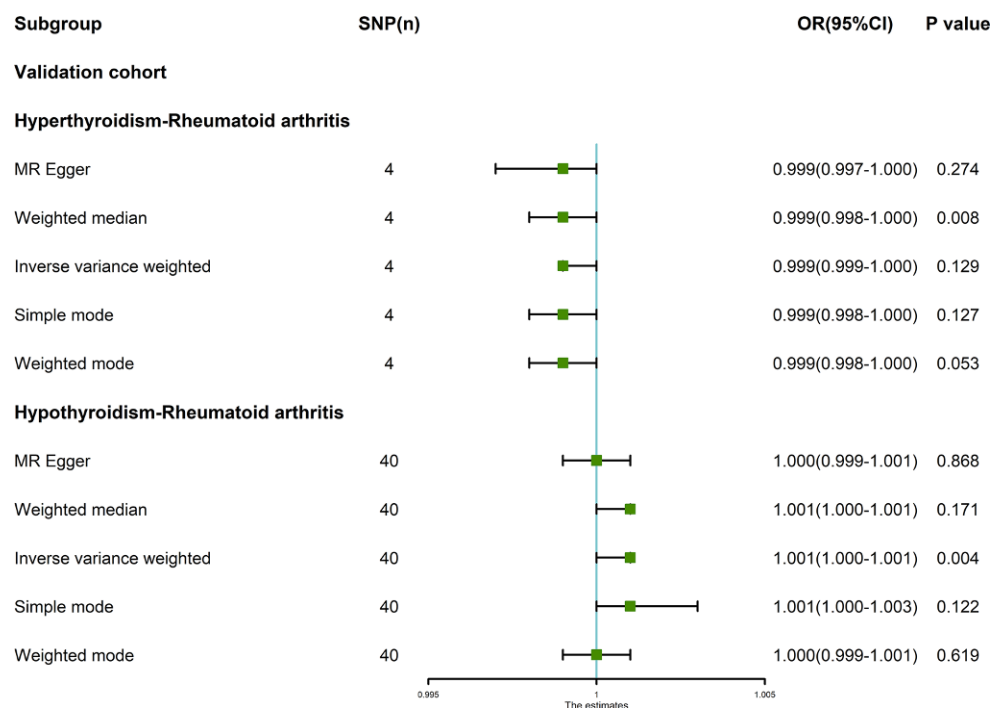 Subgroup SNP(n) OR(95%CI) P value
Validation cohort
Hyperthyroidism-Rheumatoid arthritis
MR Egger 4 0.999(0.997-1.000) 0.274
Weighted median 4 0.999(0.998-1.000) 0.008
Inverse variance weighted 4 0.999(0.999-1.000) 0.129
Simple mode 4 0.999(0.998-1.000) 0.127
Weighted mode 4 0.999(0.998-1.000) 0.053
Hypothyroidism-Rheumatoid arthritis
MR Egger 40 1.000(0.999-1.001) 0.868
Weighted median 40 1.001(1.000-1.001) 0.171
Inverse variance weighted 40 1.001(1.000-1.001) 0.004
Simple mode 40 1.001(1.000-1.003) 0.122
Weighted mode 40 1.000(0.999-1.001) 0.619
0.995 1 1.005
The estimates